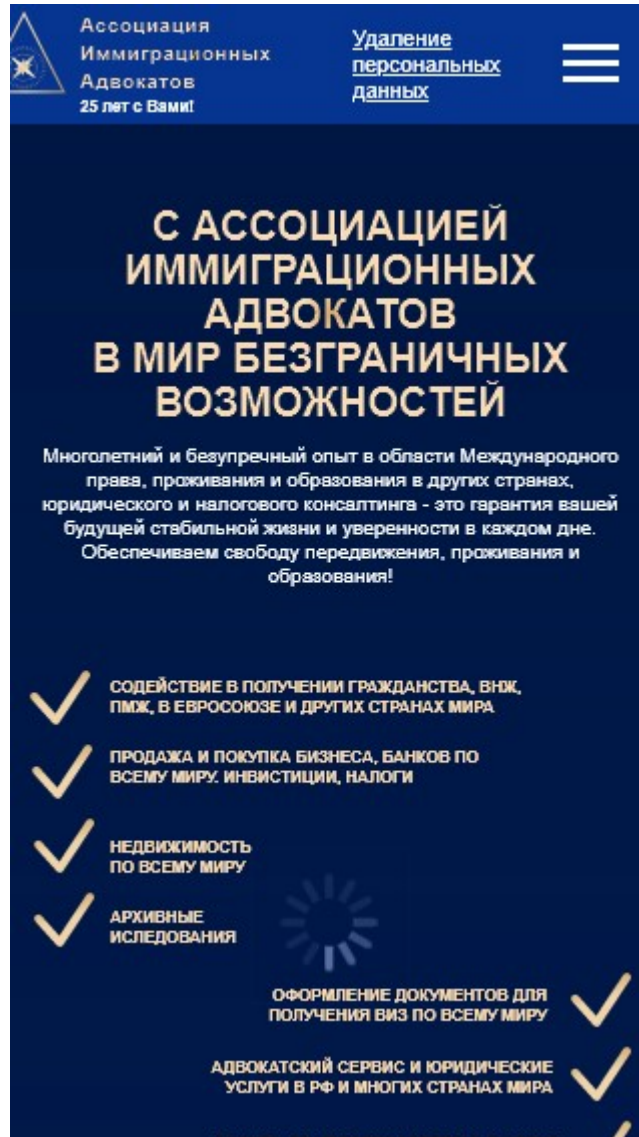 Ассоциация
Иммиграционных
Адвокатов
25 лет с Вами!
Удаление
персональных
данных
С АССОЦИАЦИЕЙ
ИММИГРАЦИОННЫХ
АДВОКАТОВ
В МИР БЕЗГРАНИЧНЫХ
ВОЗМОЖНОСТЕЙ
Многолетний и безупречный опыт в области Международного
права, проживания и образования в других странах,
юридического и налогового консалтинга - это гарантия вашей
будущей стабильной жизни и уверенности в каждом дне.
Обеспечиваем свободу передвижения, проживания и
образования!
СОДЕЙСТВИЕ В ПОЛУЧЕНИИ ГРАЖДАНСТВА, ВНЖ,
ПМЖ, В ЕВРОСОЮЗЕ И ДРУГИХ СТРАНАХ МИРА
ПРОДАЖА И ПОКУПКА БИЗНЕСА, БАНКОВ ПО
ВСЕМУ МИРУ. ИНВИСТИЦИИ, НАЛОГИ
НЕДВИЖИМОСТЬ
ПО ВСЕМУ МИРУ
АРХИВНЫЕ
ИСЛЕДОВАНИЯ
ОФОРМЛЕНИЕ ДОКУМЕНТОВ ДЛЯ
ПОЛУЧЕНИЯ ВИЗ ПО ВСЕМУ МИРУ
АДВОКАТСКИЙ СЕРВИС И ЮРИДИЧЕСКИЕ
УСЛУГИ В РФ И МНОГИХ СТРАНАХ МИРА